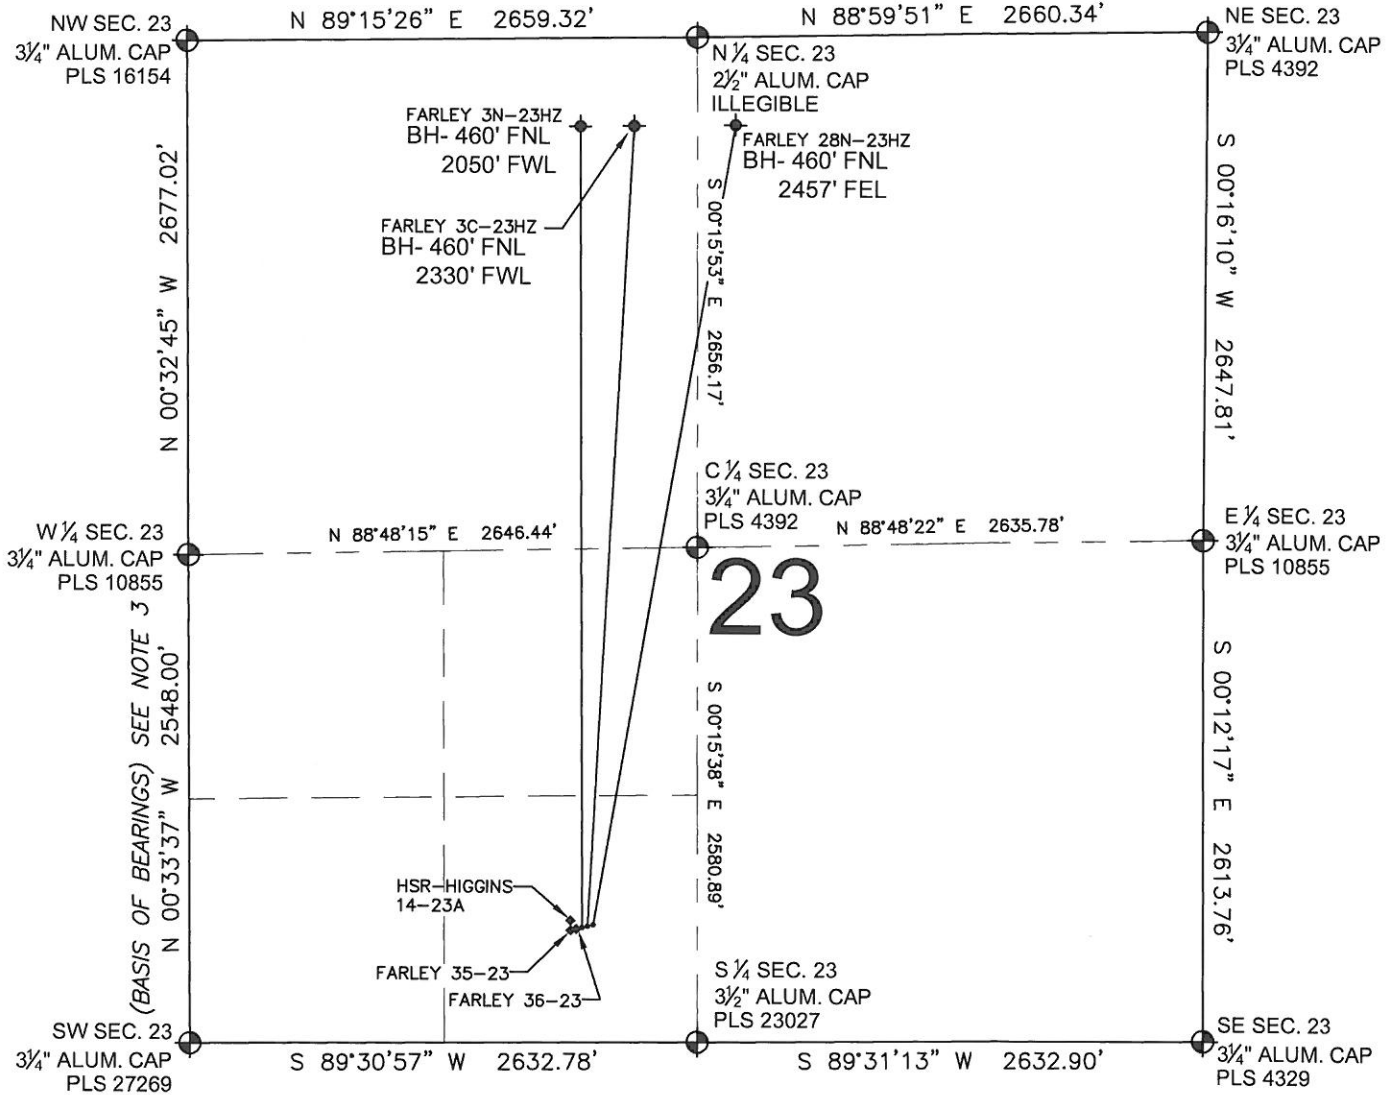 N 89°15'26" E 2659.32'
N 88°59'51" E 2660.34'
NW SEC. 23
3¼" ALUM. CAP
PLS 16154
N ¼ SEC. 23
2½" ALUM. CAP
ILLEGIBLE
NE SEC. 23
3¼" ALUM. CAP
PLS 4392
FARLEY 3N-23HZ
BH- 460' FNL
2050' FWL
FARLEY 28N-23HZ
BH- 460' FNL
2457' FEL
FARLEY 3C-23HZ
BH- 460' FNL
2330' FWL
N 00°32'45" W 2677.02'
S 00°15'53" E 2656.17'
S 00°16'10" W 2647.81'
W ¼ SEC. 23
3¼" ALUM. CAP
PLS 10855
N 88°48'15" E 2646.44'
C ¼ SEC. 23
3¼" ALUM. CAP
PLS 4392
N 88°48'22" E 2635.78'
E ¼ SEC. 23
3¼" ALUM. CAP
PLS 10855
23
(BASIS OF BEARINGS) SEE NOTE 3
N 00°33'37" W 2548.00'
S 00°15'38" E 2580.89'
S 00°12'17" E 2613.76'
HSR-HIGGINS
14-23A
FARLEY 35-23
FARLEY 36-23
SW SEC. 23
3¼" ALUM. CAP
PLS 27269
S 89°30'57" W 2632.78'
S ¼ SEC. 23
3½" ALUM. CAP
PLS 23027
S 89°31'13" W 2632.90'
SE SEC. 23
3¼" ALUM. CAP
PLS 4329